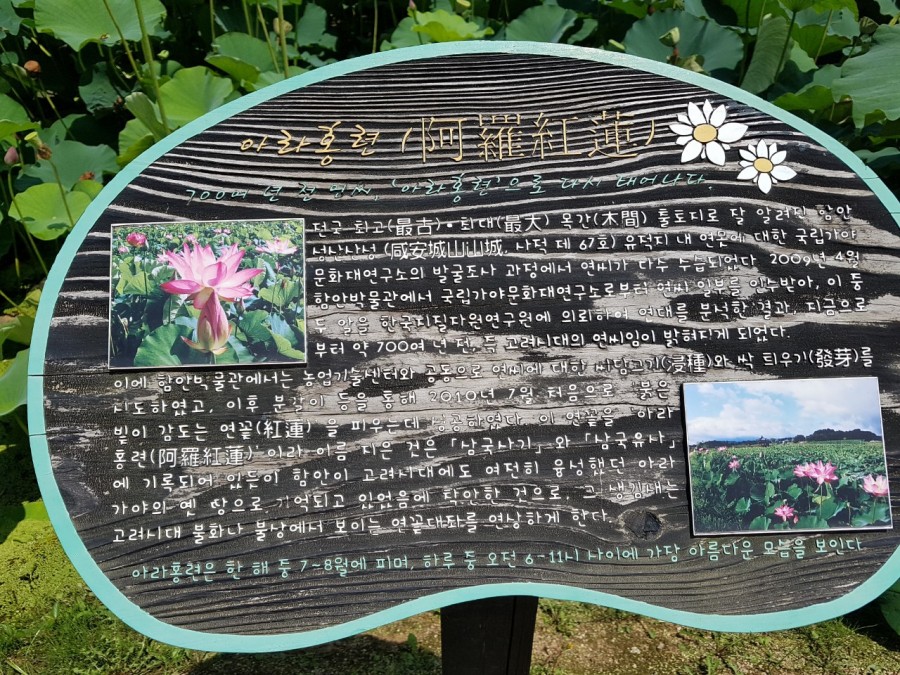 아라홍련 (阿羅紅蓮)
700여 년 전 연씨, '아라홍련'으로 다시 태어나다.
전국 최고(最古)·최대(最大) 목간(木間) 출토지로 잘 알려진 함안
성산산성(咸安城山山城. 사적 제 67호) 유적지 내 연못에 대한 국립가야
문화재연구소의 발굴조사 과정에서 연씨가 다수 수습되었다. 2009년 4월
함안박물관에서 국립가야문화재연구소로부터 연씨 일부를 인수받아, 이 중
두 알을 한국지질자원연구원에 의뢰하여 연대를 분석한 결과, 지금으로
부터 약 700여 년 전, 즉 고려시대의 연씨임이 밝혀지게 되었다.
이에 함안박물관에서는 농업기술센터와 공동으로 연씨에 대한 씨담그기(浸種)와 싹 틔우기(發芽)를
시도하였고, 이후 분갈이 등을 통해 2010년 7월 처음으로 '붉은
빛이 감도는 연꽃(紅蓮)'을 피우는데 성공하였다. 이 연꽃을 '아라
홍련(阿羅紅蓮)'이라 이름 지은 것은 「삼국사기」와 「삼국유사」
에 기록되어 있듯이 함안이 고려시대에도 여전히 융성했던 아라
가야의 옛 땅으로 기억되고 있었음에 착안한 것으로, 그 생김새는
고려시대 불화나 불상에서 보이는 연꽃대좌를 연상하게 한다.
아라홍련은 한 해 중 7~8월에 피며, 하루 중 오전 6-11시 사이에 가장 아름다운 모습을 보인다.